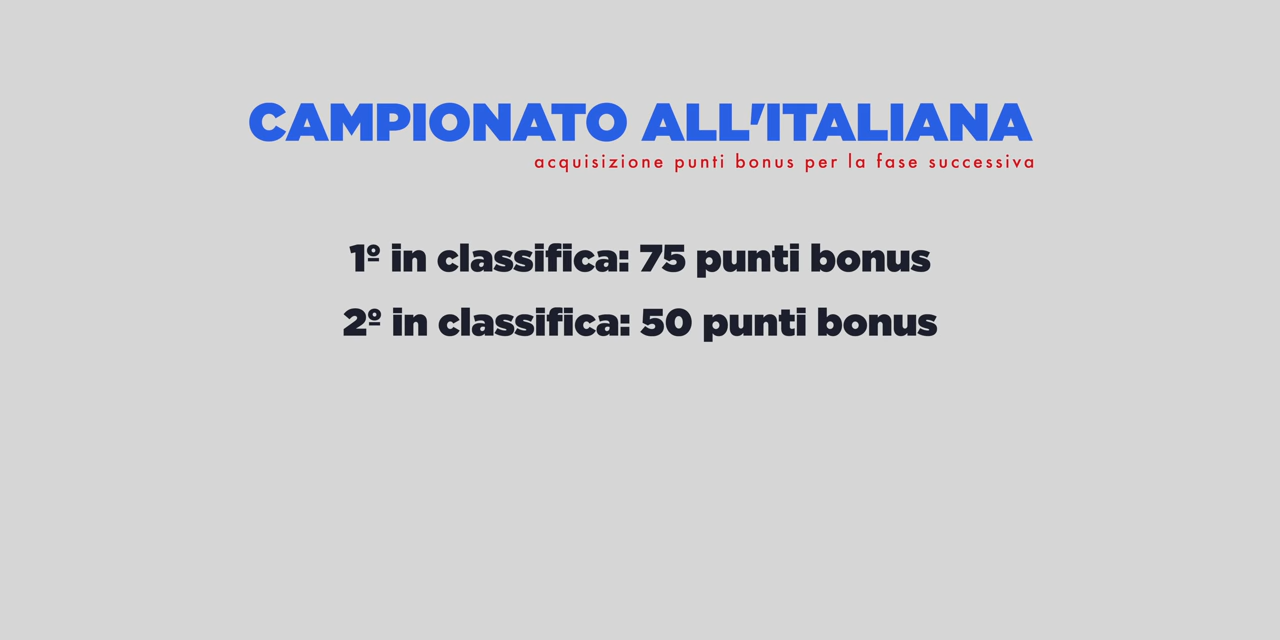 CAMPIONATO ALL'ITALIANA
acquisizione punti bonus per la fase successiva
1º in classifica: 75 punti bonus
2º in classifica: 50 punti bonus